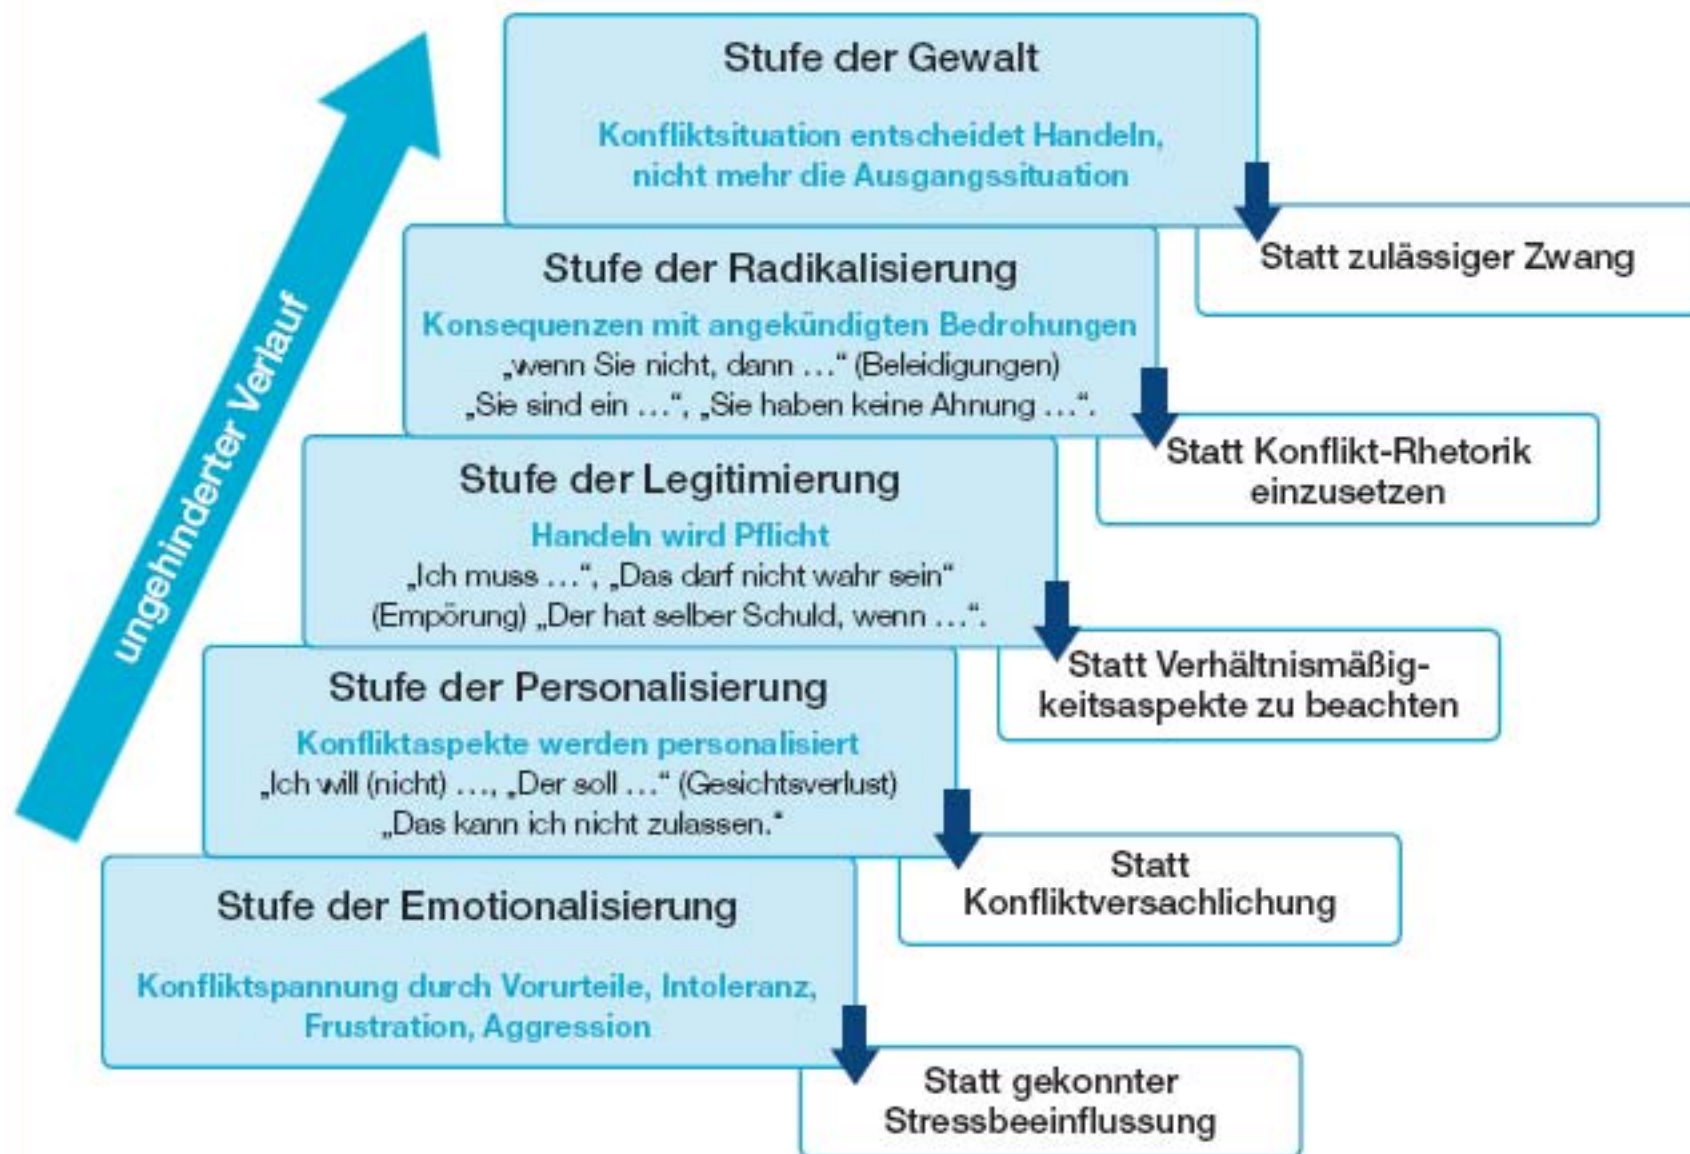 Stufe der Gewalt
Konfliktsituation entscheidet Handeln,
nicht mehr die Ausgangssituation
Statt zulässiger Zwang
Stufe der Radikalisierung
Konsequenzen mit angekündigten Bedrohungen
„wenn Sie nicht, dann …“ (Beleidigungen)
„Sie sind ein …“, „Sie haben keine Ahnung …“.
Statt Konflikt-Rhetorik
einzusetzen
Stufe der Legitimierung
Handeln wird Pflicht
„Ich muss …“, „Das darf nicht wahr sein“
(Empörung) „Der hat selber Schuld, wenn …“.
Statt Verhältnismäßig-
keitsaspekte zu beachten
Stufe der Personalisierung
Konfliktaspekte werden personalisiert
„Ich will (nicht) …, „Der soll …“ (Gesichtsverlust)
„Das kann ich nicht zulassen.“
Statt
Konfliktversachlichung
Stufe der Emotionalisierung
Konfliktspannung durch Vorurteile, Intoleranz,
Frustration, Aggression
Statt gekonnter
Stressbeeinflussung
ungehinderter Verlauf